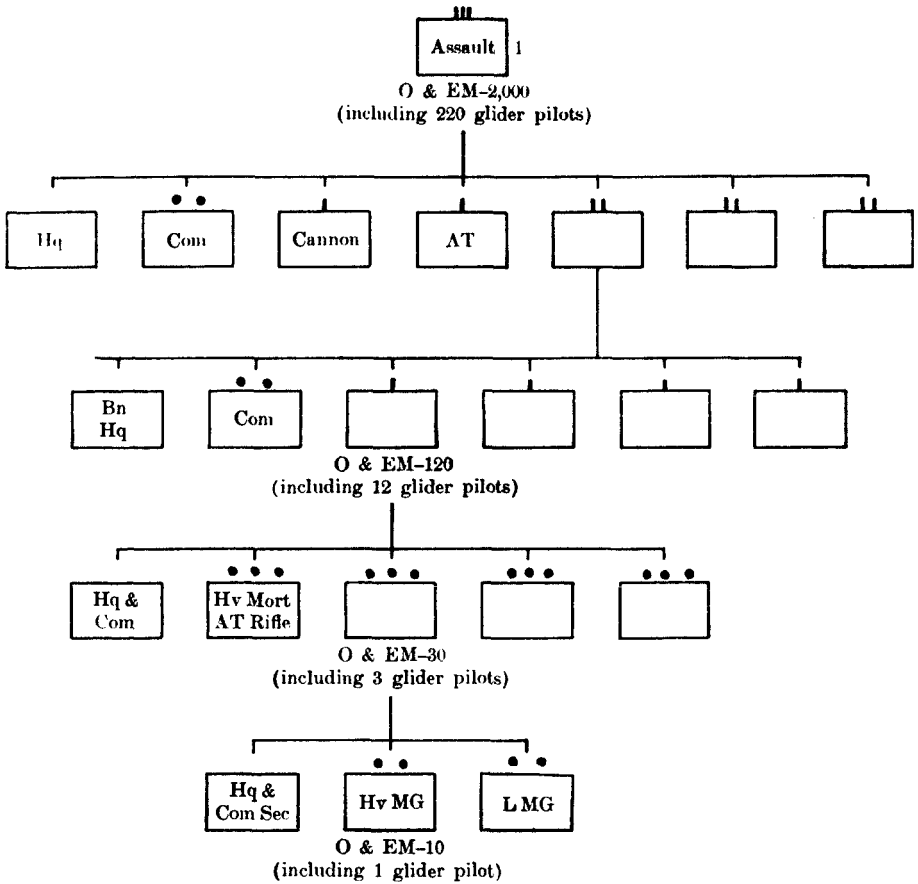 Assault 1
O & EM-2,000
(including 220 glider pilots)
Hq Com Cannon AT
Bn
Hq
Com
O & EM-120
(including 12 glider pilots)
Hq &
Com
Hv Mort
AT Rifle
O & EM-30
(including 3 glider pilots)
Hq &
Com Sec
Hv MG
L MG
O & EM-10
(including 1 glider pilot)